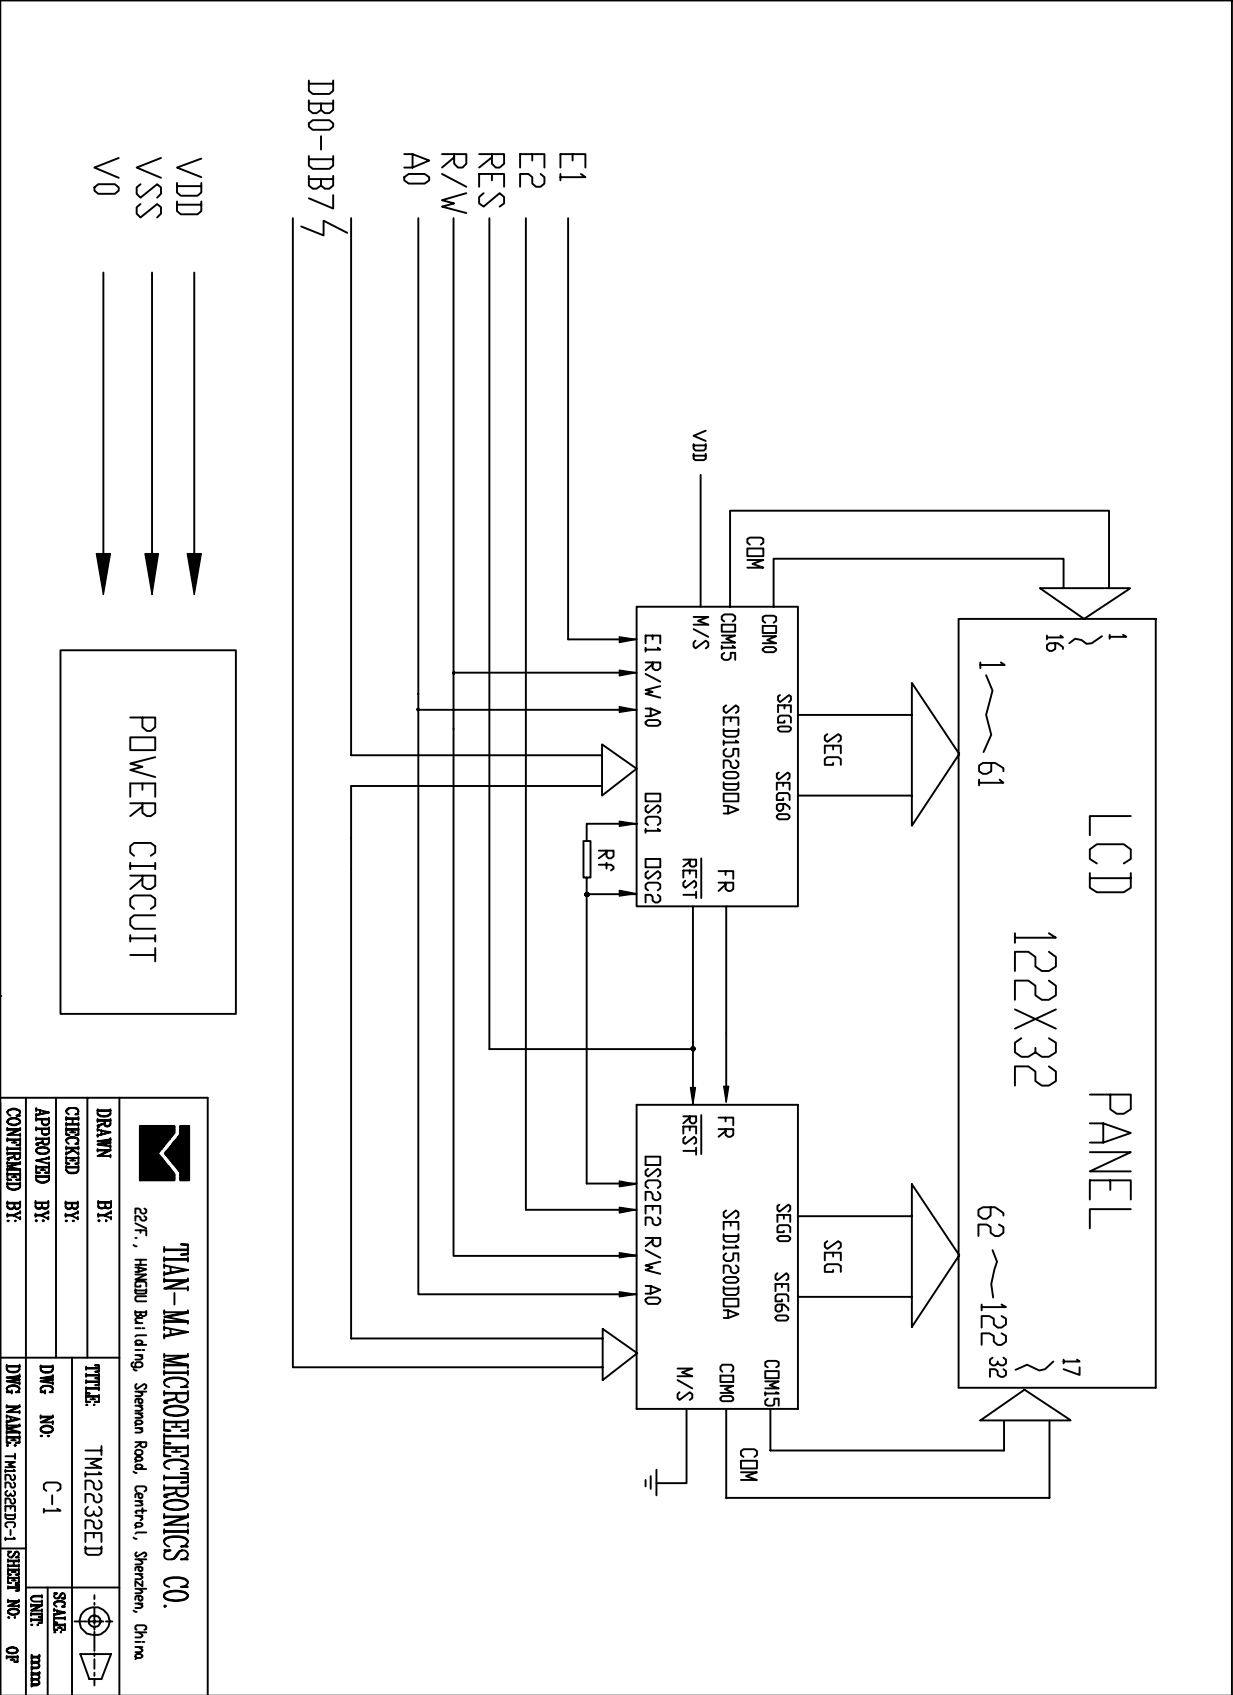 LCD PANEL
122X32
1
16
1
61
62
122
17
32
COM
SEG
SEG
COM
VDD
COM0
COM15
M/S
SEG0
SEG60
SED1520D0A
FR
REST
E1 R/W A0
OSC1
OSC2
Rf
FR
REST
SEG0
SEG60
SED1520D0A
COM15
COM0
M/S
OSC2 E2 R/W A0
E1
E2
RES
R/W
A0
DB0-DB7
VDD
VSS
V0
POWER CIRCUIT
TIAN-MA MICROELECTRONICS CO.
22/F., HANGDU Building, Shennan Road, Central, Shenzhen, China
DRAWN BY:
CHECKED BY:
APPROVED BY:
CONFIRMED BY:
TITLE: TM12232ED
DWG NO: C-1
SCALE:
UNIT: mm
DWG NAME: TM12232EDC-1
SHEET NO: OF